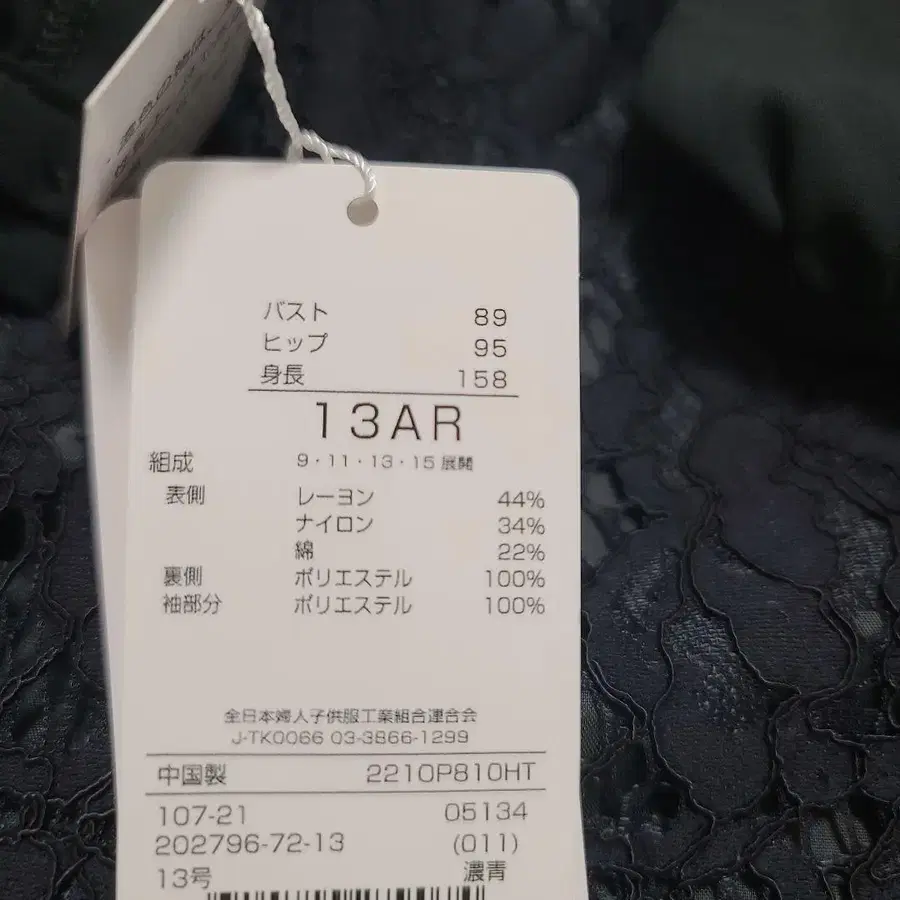 バスト 89
ヒップ 95
身長 158
13AR
9・11・13・15 展開
組成
表側 レーヨン 44%
ナイロン 34%
綿 22%
裏側 ポリエステル 100%
袖部分 ポリエステル 100%
全日本婦人子供服工業組合連合会
J-TK0066 03-3866-1299
中国製 2210P810HT
107-21 05134
202796-72-13 (011)
13号 濃青